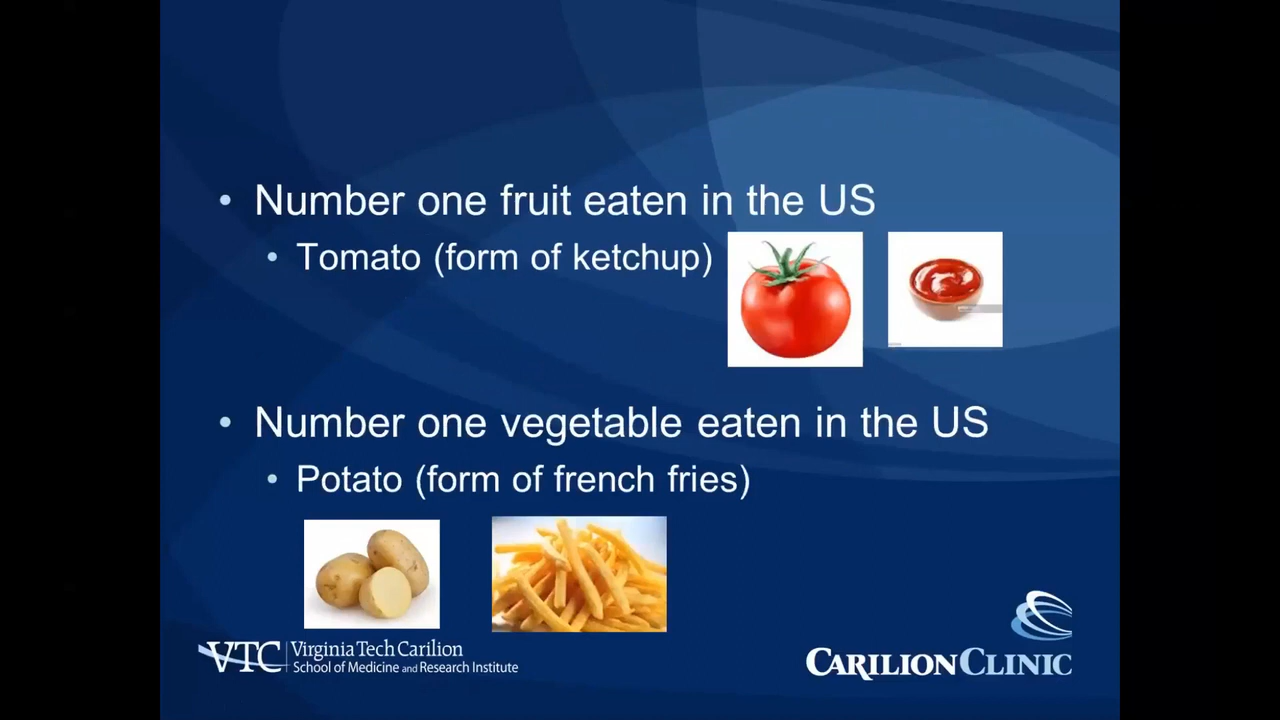 • Number one fruit eaten in the US
• Tomato (form of ketchup)
• Number one vegetable eaten in the US
• Potato (form of french fries)
VTC Virginia Tech Carilion
School of Medicine and Research Institute
CARILION CLINIC